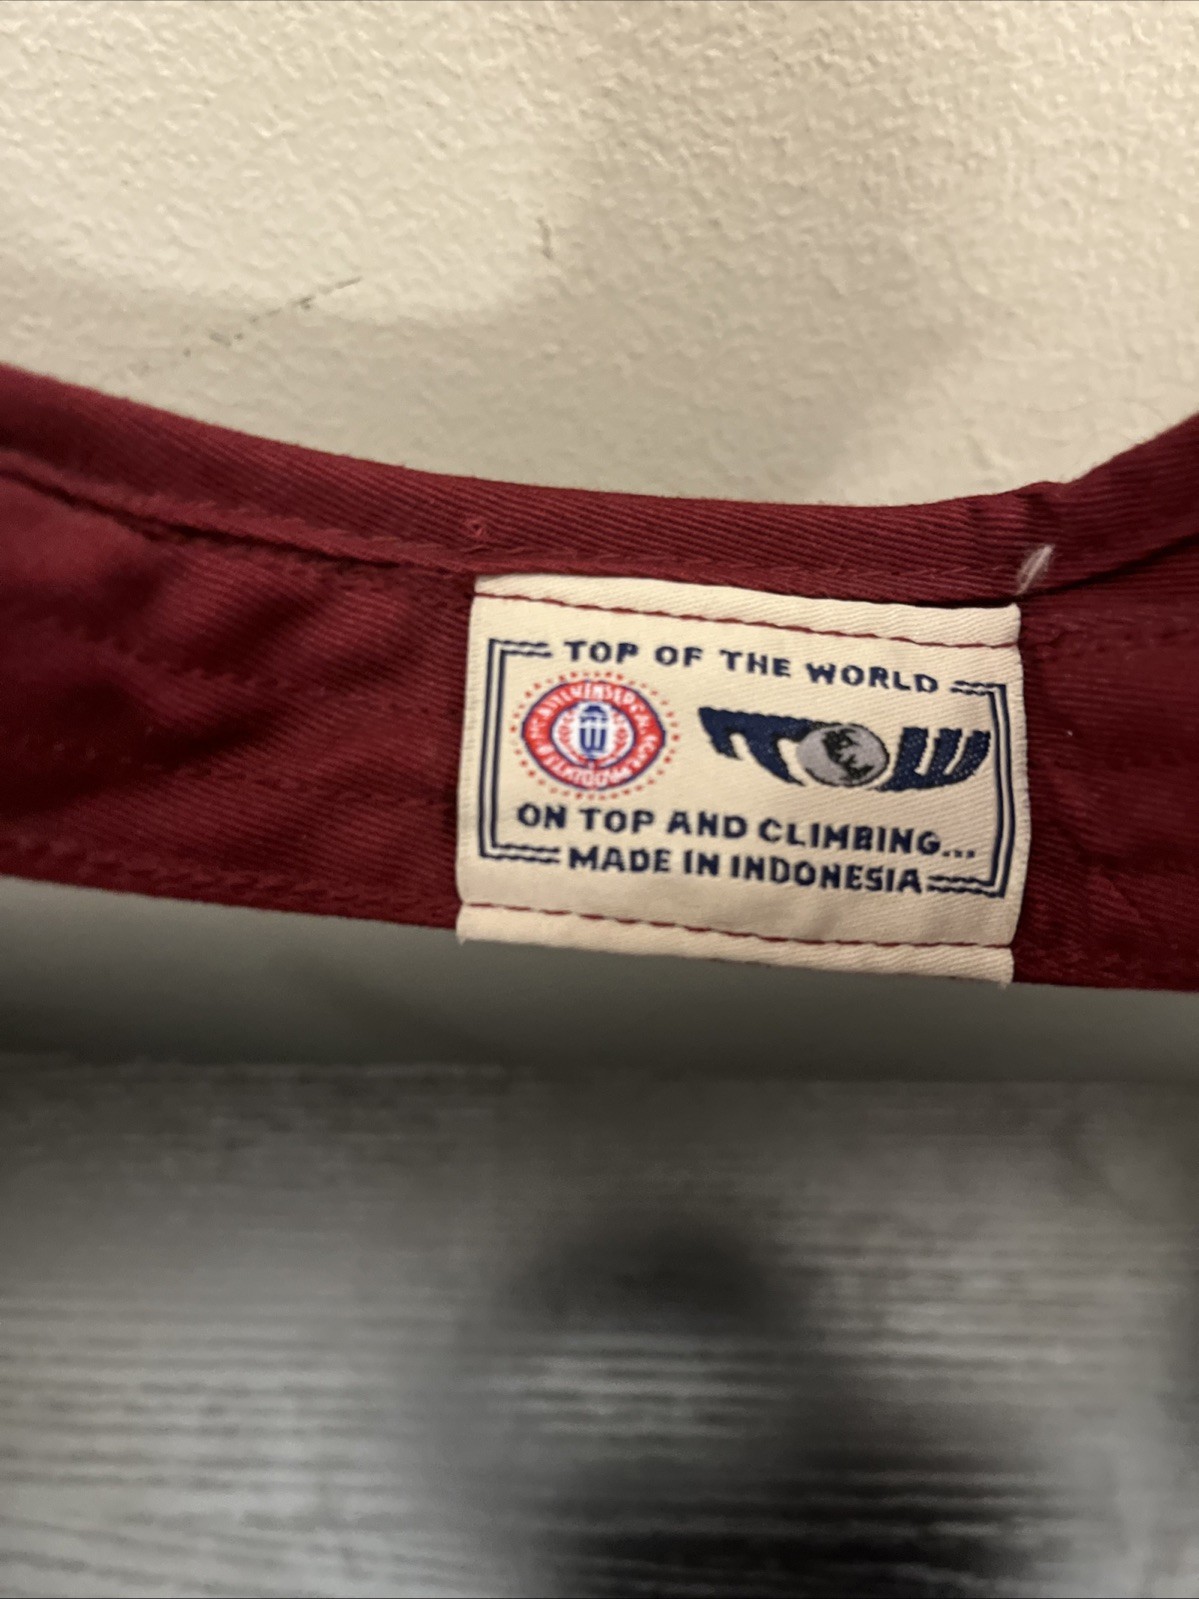 TOP OF THE WORLD
TOW
ON TOP AND CLIMBING...
MADE IN INDONESIA